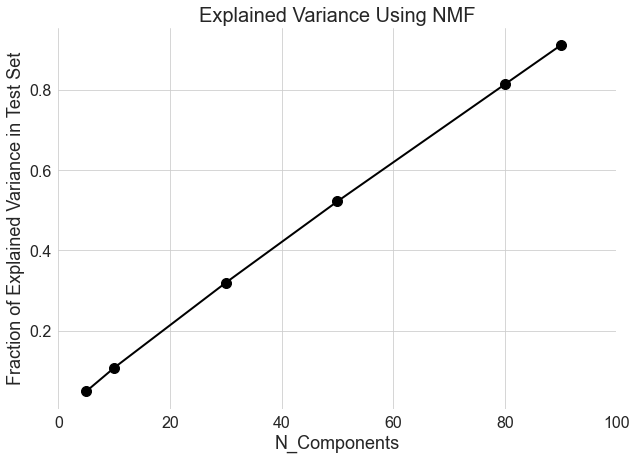 Explained Variance Using NMF
Fraction of Explained Variance in Test Set
0.8
0.6
0.4
0.2
0 20 40 60 80 100
N_Components